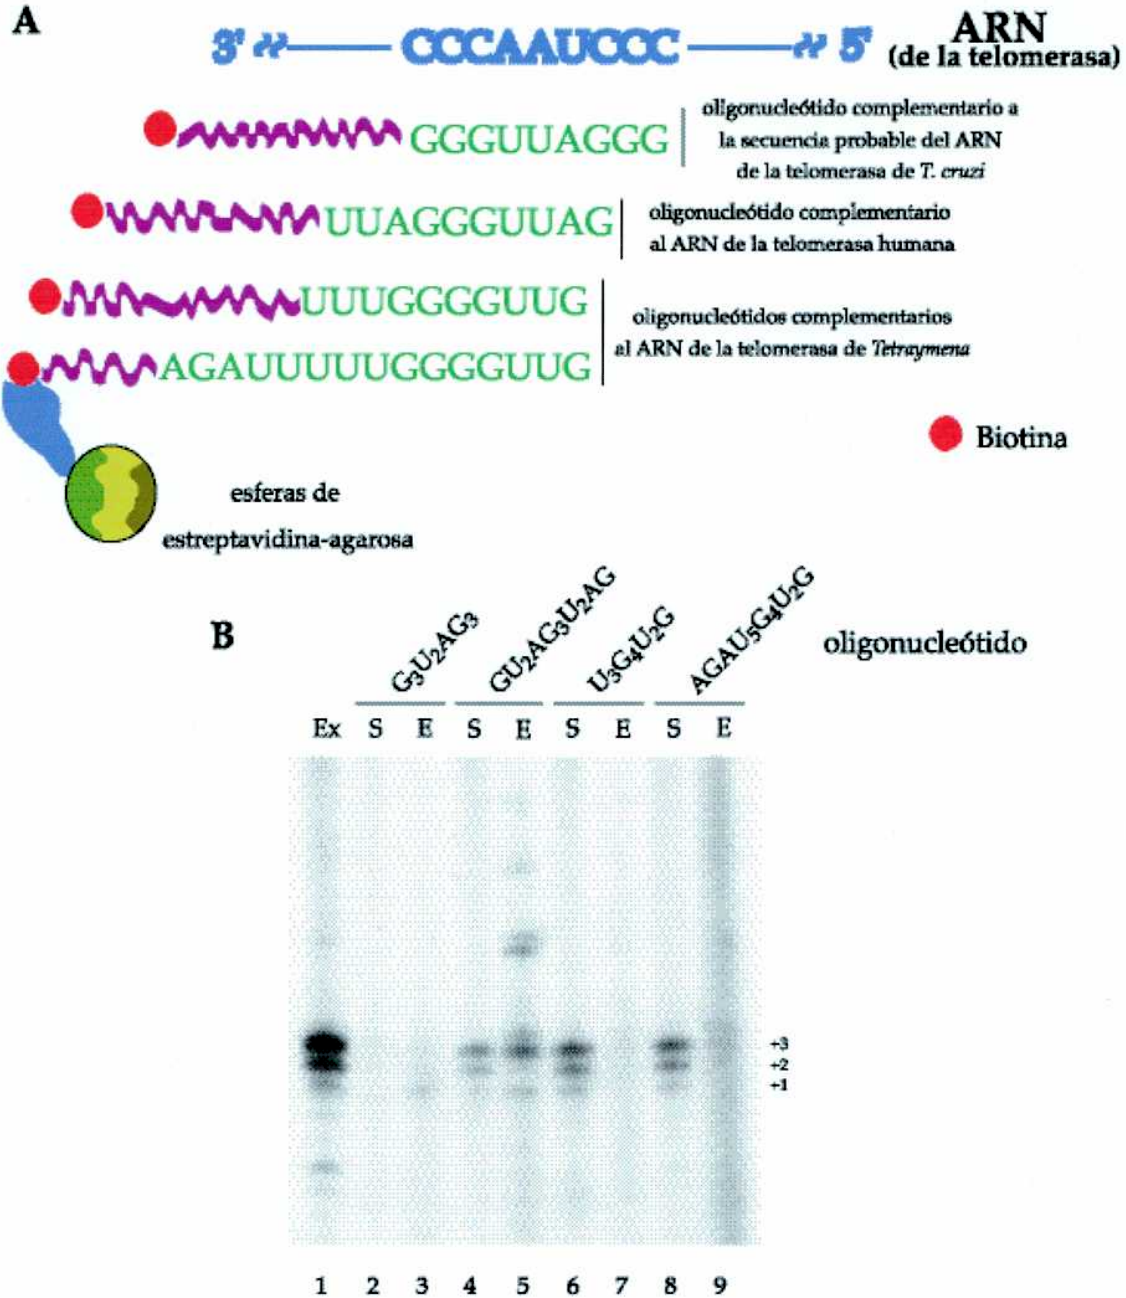 A
3' CCCAAUCCC 5' ARN
(de la telomerasa)
GGGUUAGGG
oligonucleótido complementario a
la secuencia probable del ARN
de la telomerasa de T. cruzi
UUAGGGUUAG
oligonucleótido complementario
al ARN de la telomerasa humana
UUUGGGGUUG
AGAUUUUUGGGGUUG
oligonucleótidos complementarios
al ARN de la telomerasa de Tetraymena
Biotina
esferas de
estreptavidina-agarosa
B
G3U2AG3 GU2AG3U2AG U3G4U2G AGAU5G4U2G oligonucleótido
Ex S E S E S E S E
+3
+2
+1
1 2 3 4 5 6 7 8 9